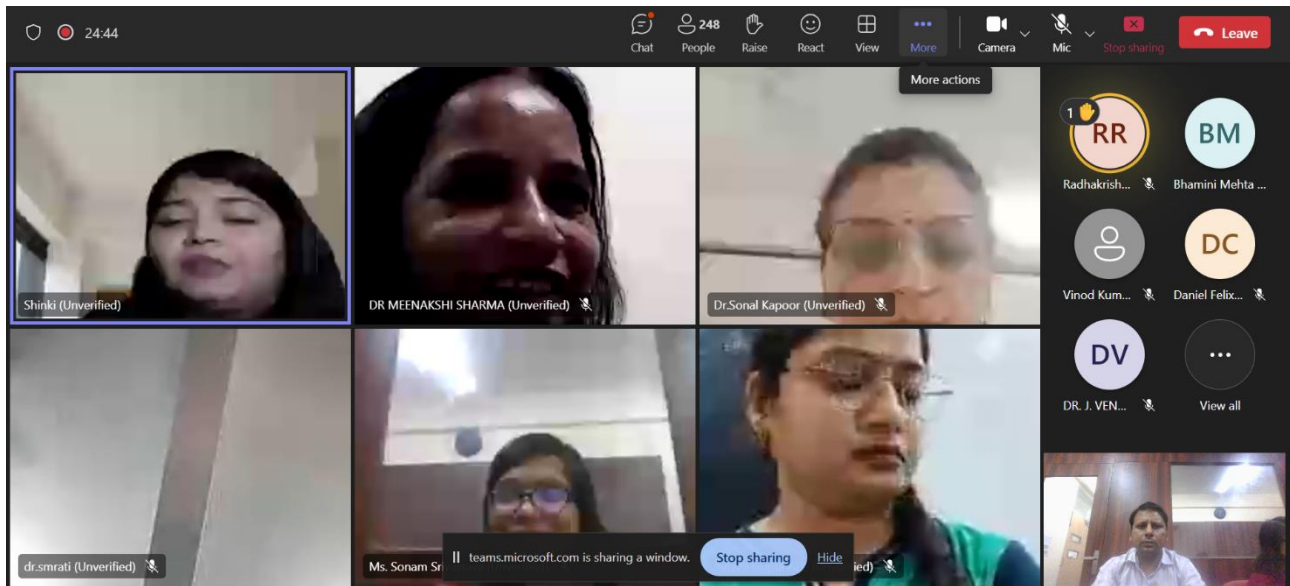 24:44
248
Chat
People
Raise
React
View
More
Camera
Mic
Stop sharing
Leave
More actions
Shinki (Unverified)
DR MEENAKSHI SHARMA (Unverified)
Dr.Sonal Kapoor (Unverified)
1
RR
BM
Radhakrish...
Bhamini Mehta ...
DC
Vinod Kum...
Daniel Felix...
DV
DR. J. VEN...
View all
dr.smrati (Unverified)
Ms. Sonam Sri
teams.microsoft.com is sharing a window.
Stop sharing
Hide
ied)